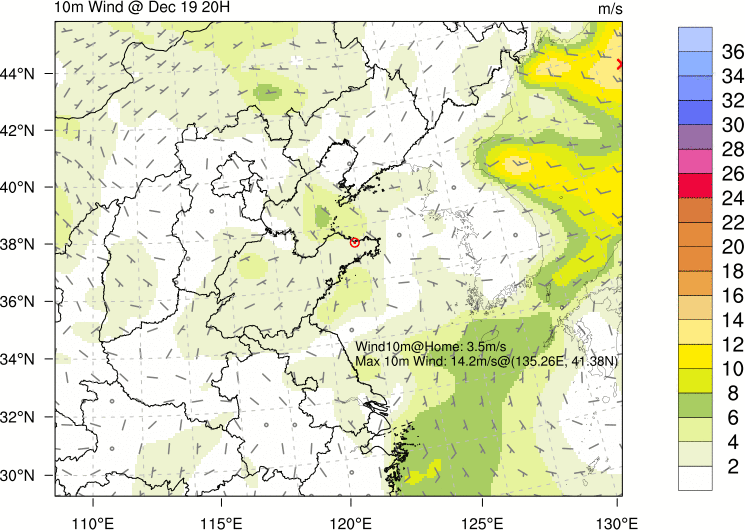 10m Wind @ Dec 19 20H
m/s
44°N
42°N
40°N
38°N
36°N
34°N
32°N
30°N
Wind10m@Home: 3.5m/s
Max 10m Wind: 14.2m/s@(135.26E, 41.38N)
110°E
115°E
120°E
125°E
130°E
36
34
32
30
28
26
24
22
20
18
16
14
12
10
8
6
4
2